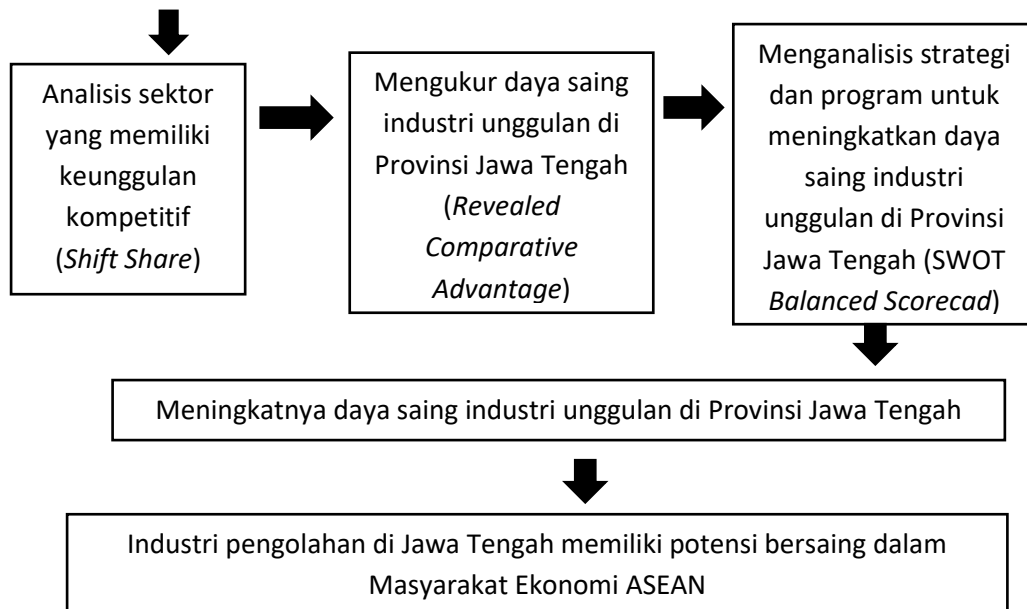 Analisis sektor
yang memiliki
keunggulan
kompetitif
(Shift Share)
Mengukur daya saing
industri unggulan di
Provinsi Jawa Tengah
(Revealed
Comparative
Advantage)
Menganalisis strategi
dan program untuk
meningkatkan daya
saing industri
unggulan di Provinsi
Jawa Tengah (SWOT
Balanced Scorecad)
Meningkatnya daya saing industri unggulan di Provinsi Jawa Tengah
Industri pengolahan di Jawa Tengah memiliki potensi bersaing dalam
Masyarakat Ekonomi ASEAN